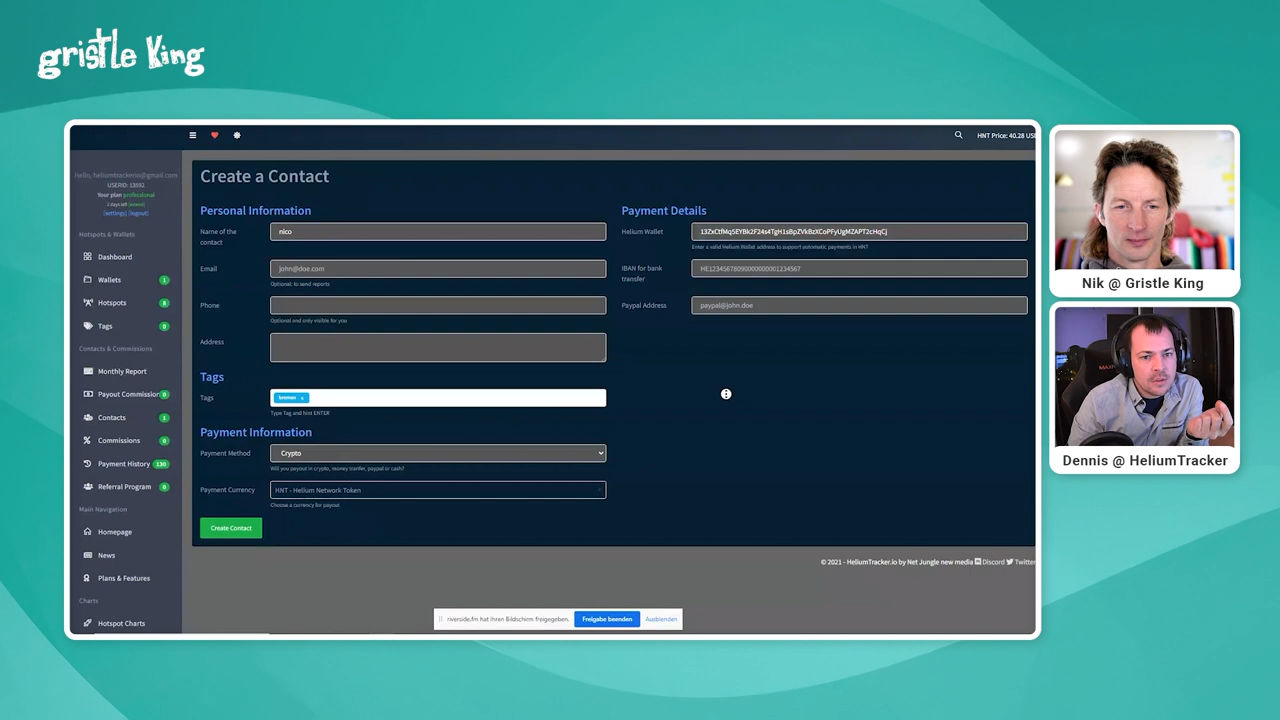 gristle King
HNT Price: 40.28 US
Hello, heliumtrackerio@gmail.com
USERID: 13592
Your plan professional
2 days left [extend]
[settings] [logout]
Hotspots & Wallets
Dashboard
Wallets 1
Hotspots 8
Tags 0
Contacts & Commissions
Monthly Report
Payout Commission 0
Contacts 1
Commissions 0
Payment History 130
Referral Program 0
Main Navigation
Homepage
News
Plans & Features
Charts
Hotspot Charts
Create a Contact
Personal Information
Name of the contact
nico
Email
john@doe.com
Optional: to send reports
Phone
Optional and only visible for you
Address
Tags
Tags
Type Tag and hint ENTER
Payment Information
Payment Method
Crypto
Will you payout in crypto, money tranfer, paypal or cash?
Payment Currency
HNT - Helium Network Token
Choose a currency for payout
Create Contact
Payment Details
Helium Wallet
Enter a valid Helium Wallet address to support automatic payments in HNT
IBAN for bank transfer
Paypal Address
paypal@john.doe
© 2021 - HeliumTracker.io by Net Jungle new media Discord Twitter
riverside.fm hat Ihren Bildschirm freigegeben.
Freigabe beenden
Ausblenden
Nik @ Gristle King
Dennis @ HeliumTracker